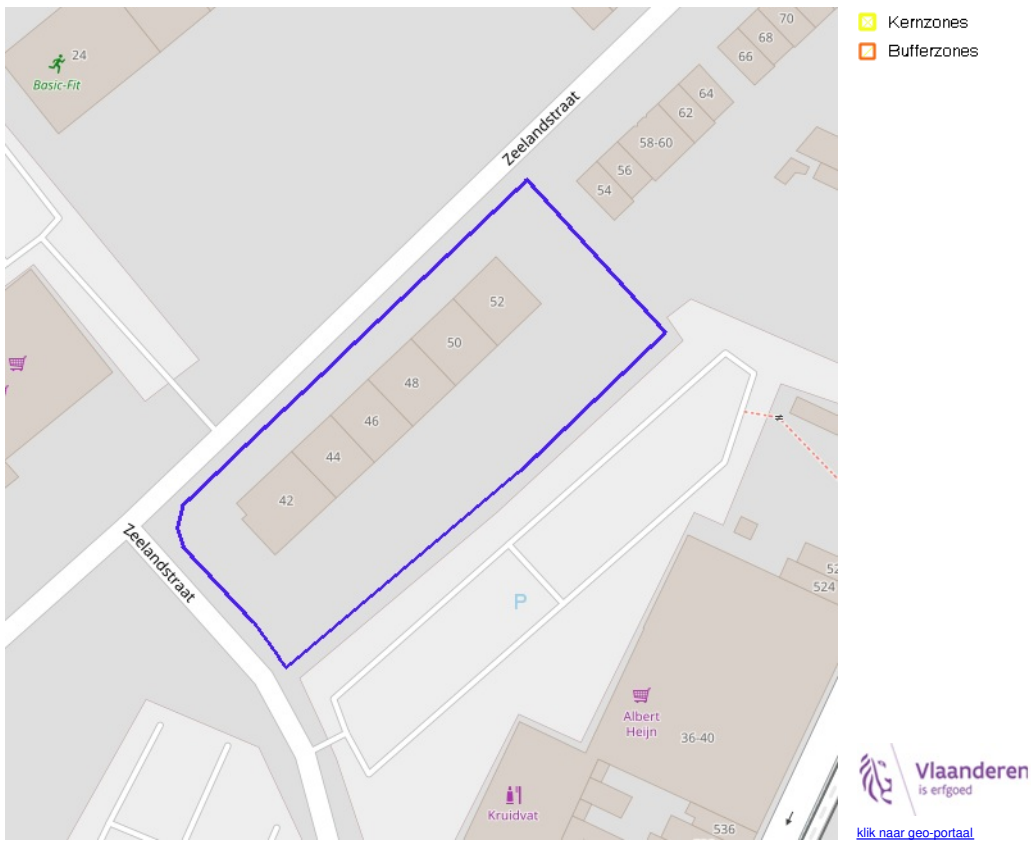 Kernzones
Bufferzones
70
68
66
24
Basic-Fit
64
62
58-60
56
54
Zeelandstraat
52
50
48
46
44
42
Zeelandstraat
P
524
Albert
Heijn
36-40
Kruidvat
536
Vlaanderen
is erfgoed
klik naar geo-portaal